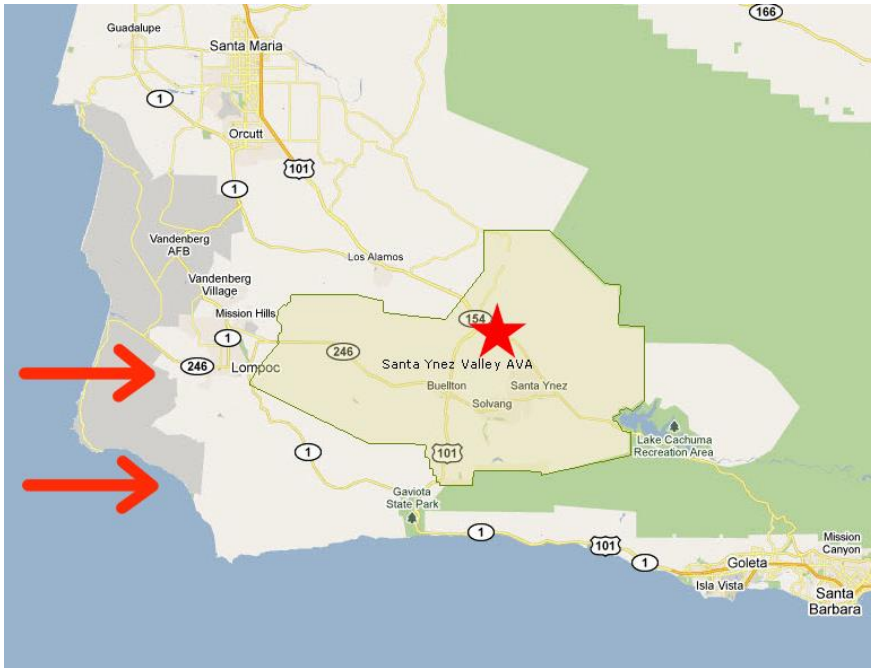 Guadalupe
166
Santa Maria
1
Orcutt
101
1
Vandenberg
AFB
Los Alamos
Vandenberg
Village
Mission Hills
154
1
246
246
Lompoc
Santa Ynez Valley AVA
Buellton
Santa Ynez
Solvang
Lake Cachuma
Recreation Area
1
101
Gaviota
State Park
1
101
1
Mission
Canyon
Goleta
Isla Vista
Santa
Barbara